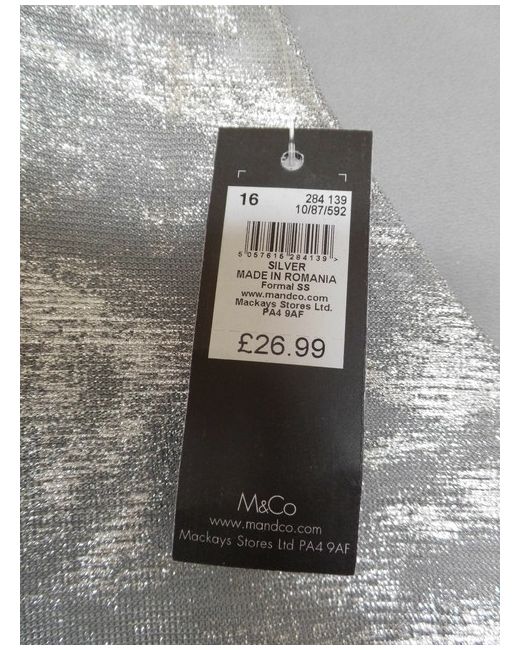 16 284 139
10/87/592
5 057615 284139 >
SILVER
MADE IN ROMANIA
Formal SS
www.mandco.com
Mackays Stores Ltd.
PA4 9AF
£26.99
M&Co
www.mandco.com
Mackays Stores Ltd PA4 9AF